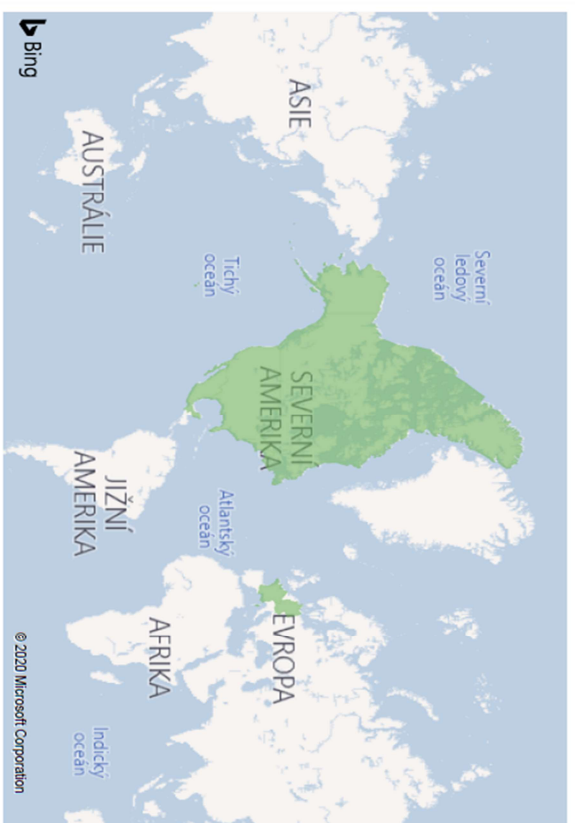 Severní
ledový
oceán
ASIE
SEVERNÍ
AMERIKA
EVROPA
Tichý
oceán
Atlantský
oceán
AFRIKA
AUSTRÁLIE
JIŽNÍ
AMERIKA
Indický
oceán
Bing
© 2020 Microsoft Corporation